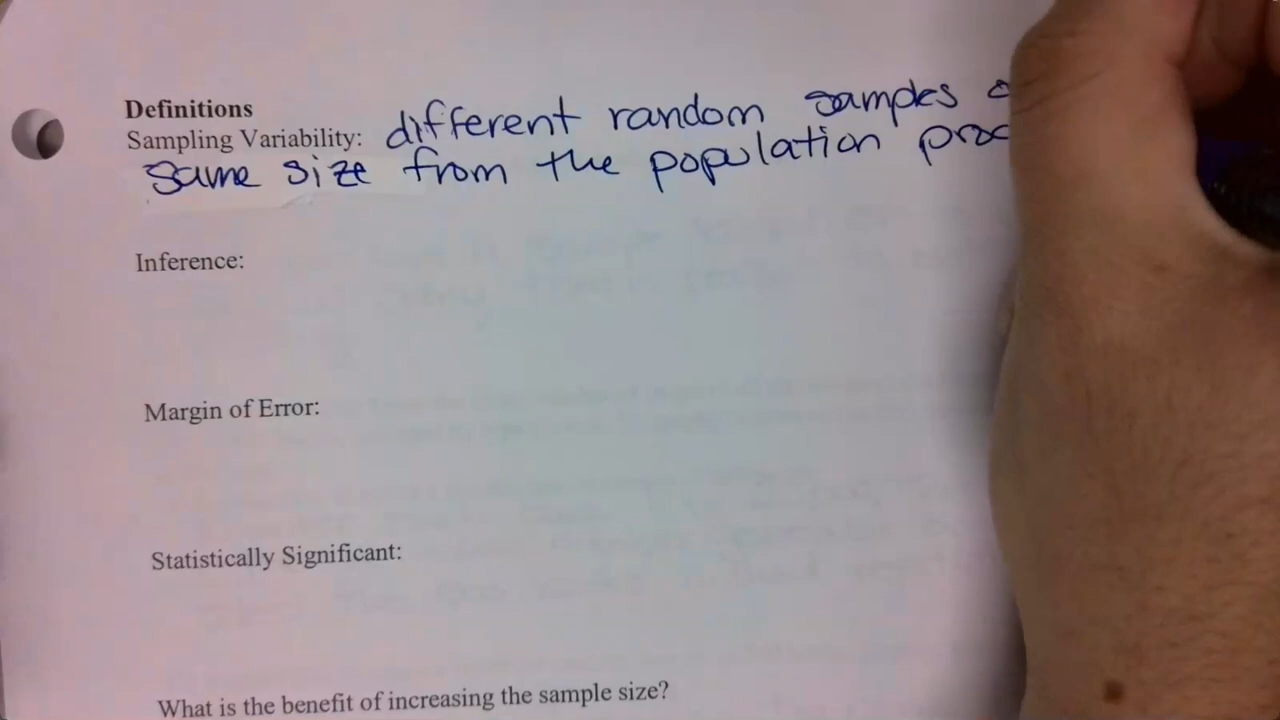 Definitions
Sampling Variability: different random samples
same size from the population
Inference:
Margin of Error:
Statistically Significant:
What is the benefit of increasing the sample size?